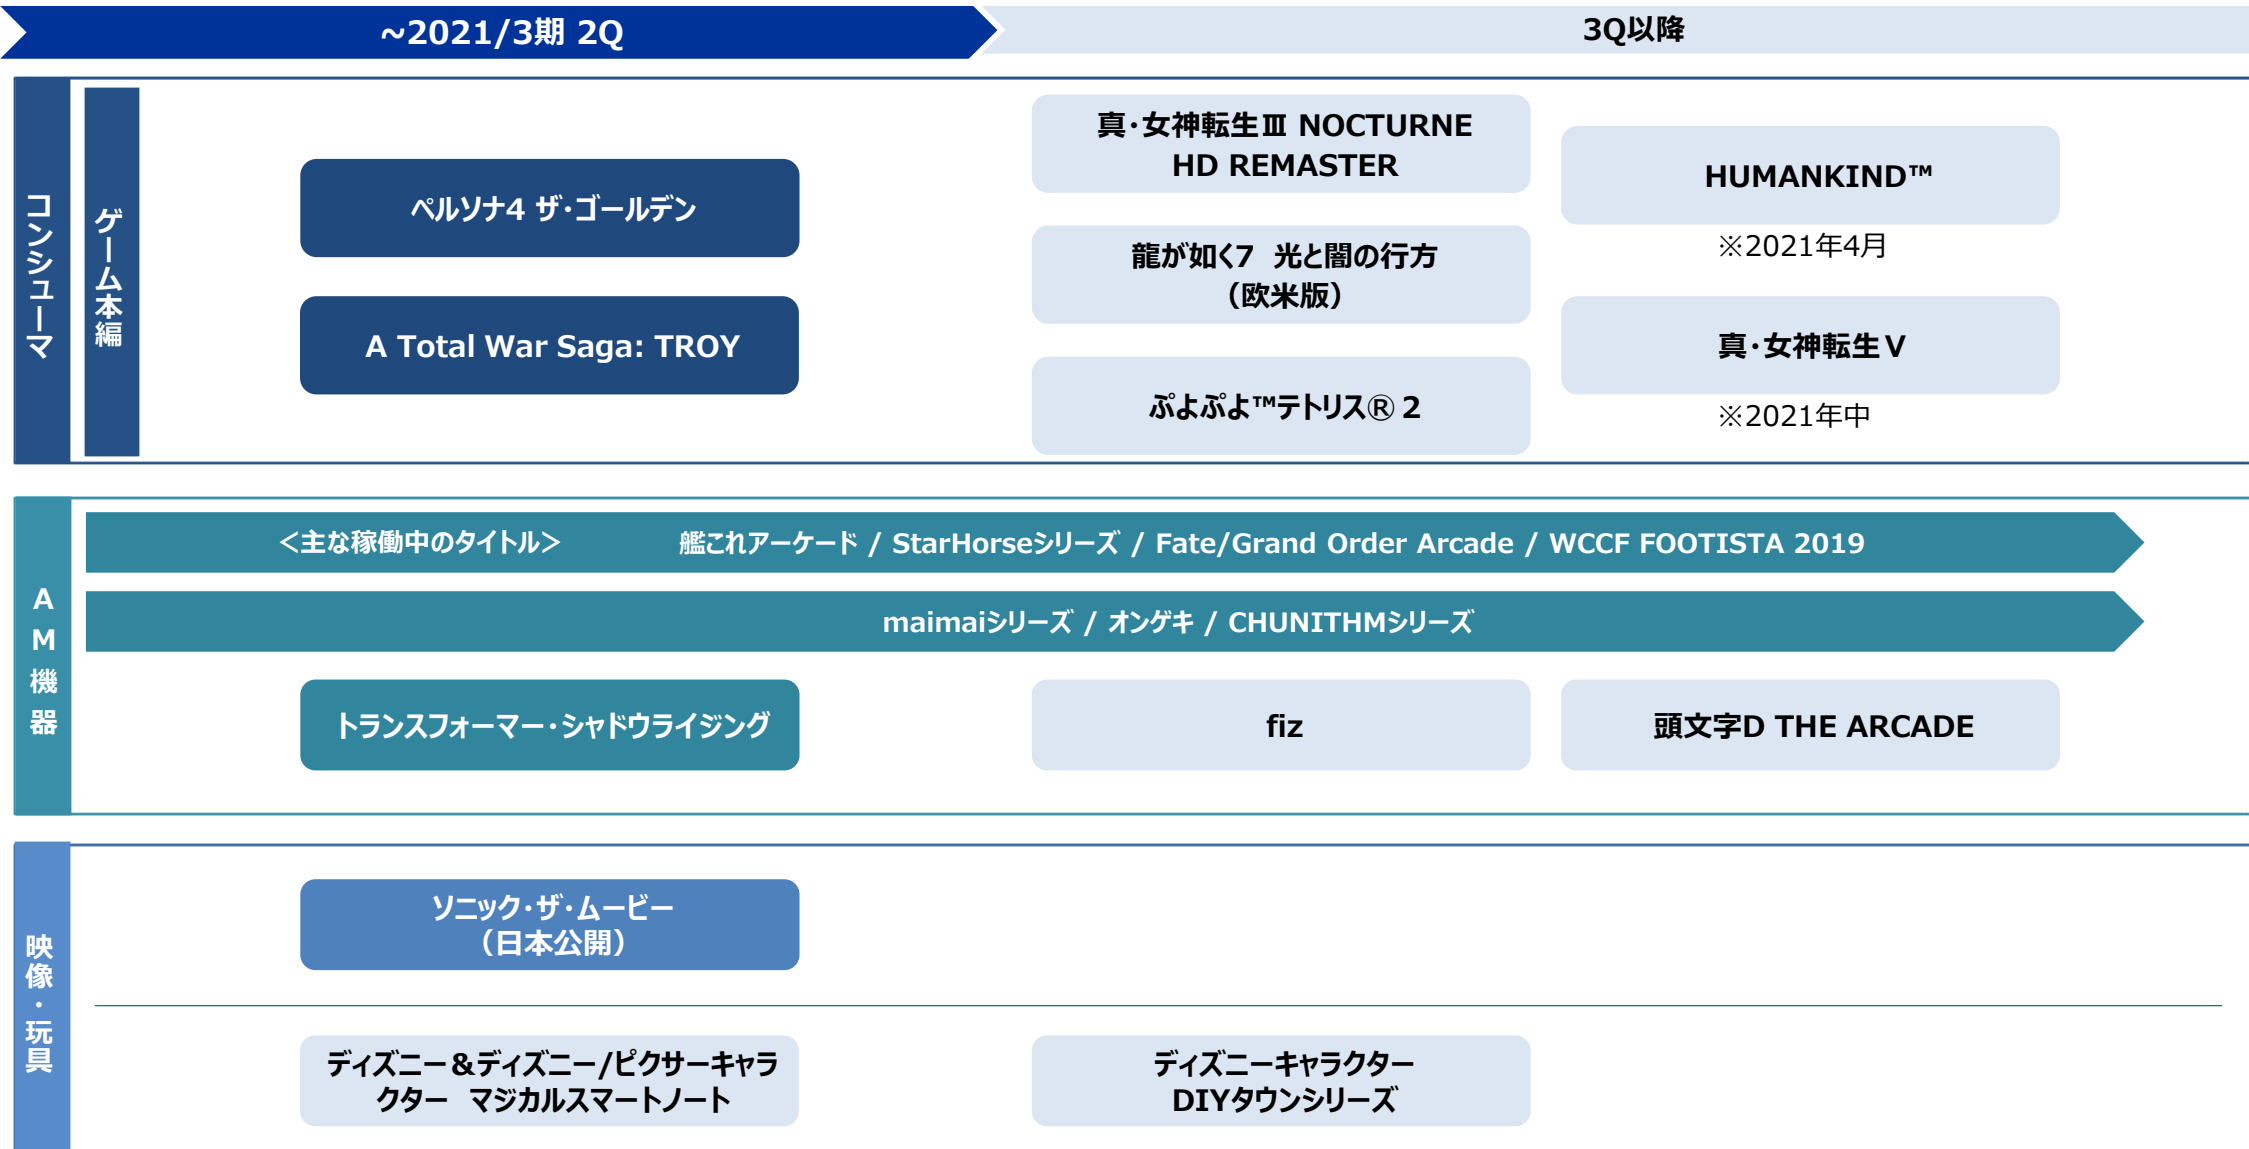 ~2021/3期 2Q
3Q以降
コンシューマ
ゲーム本編
ペルソナ4 ザ・ゴールデン
A Total War Saga: TROY
真・女神転生Ⅲ NOCTURNE
HD REMASTER
龍が如く7　光と闇の行方
（欧米版）
ぷよぷよ™テトリス® 2
HUMANKIND™
※2021年4月
真・女神転生Ⅴ
※2021年中
AM機器
＜主な稼働中のタイトル＞　艦これアーケード / StarHorseシリーズ / Fate/Grand Order Arcade / WCCF FOOTISTA 2019
maimaiシリーズ / オンゲキ / CHUNITHMシリーズ
トランスフォーマー・シャドウライジング
fiz
頭文字D THE ARCADE
映像・玩具
ソニック・ザ・ムービー
（日本公開）
ディズニー＆ディズニー/ピクサーキャラ
クター　マジカルスマートノート
ディズニーキャラクター
DIYタウンシリーズ